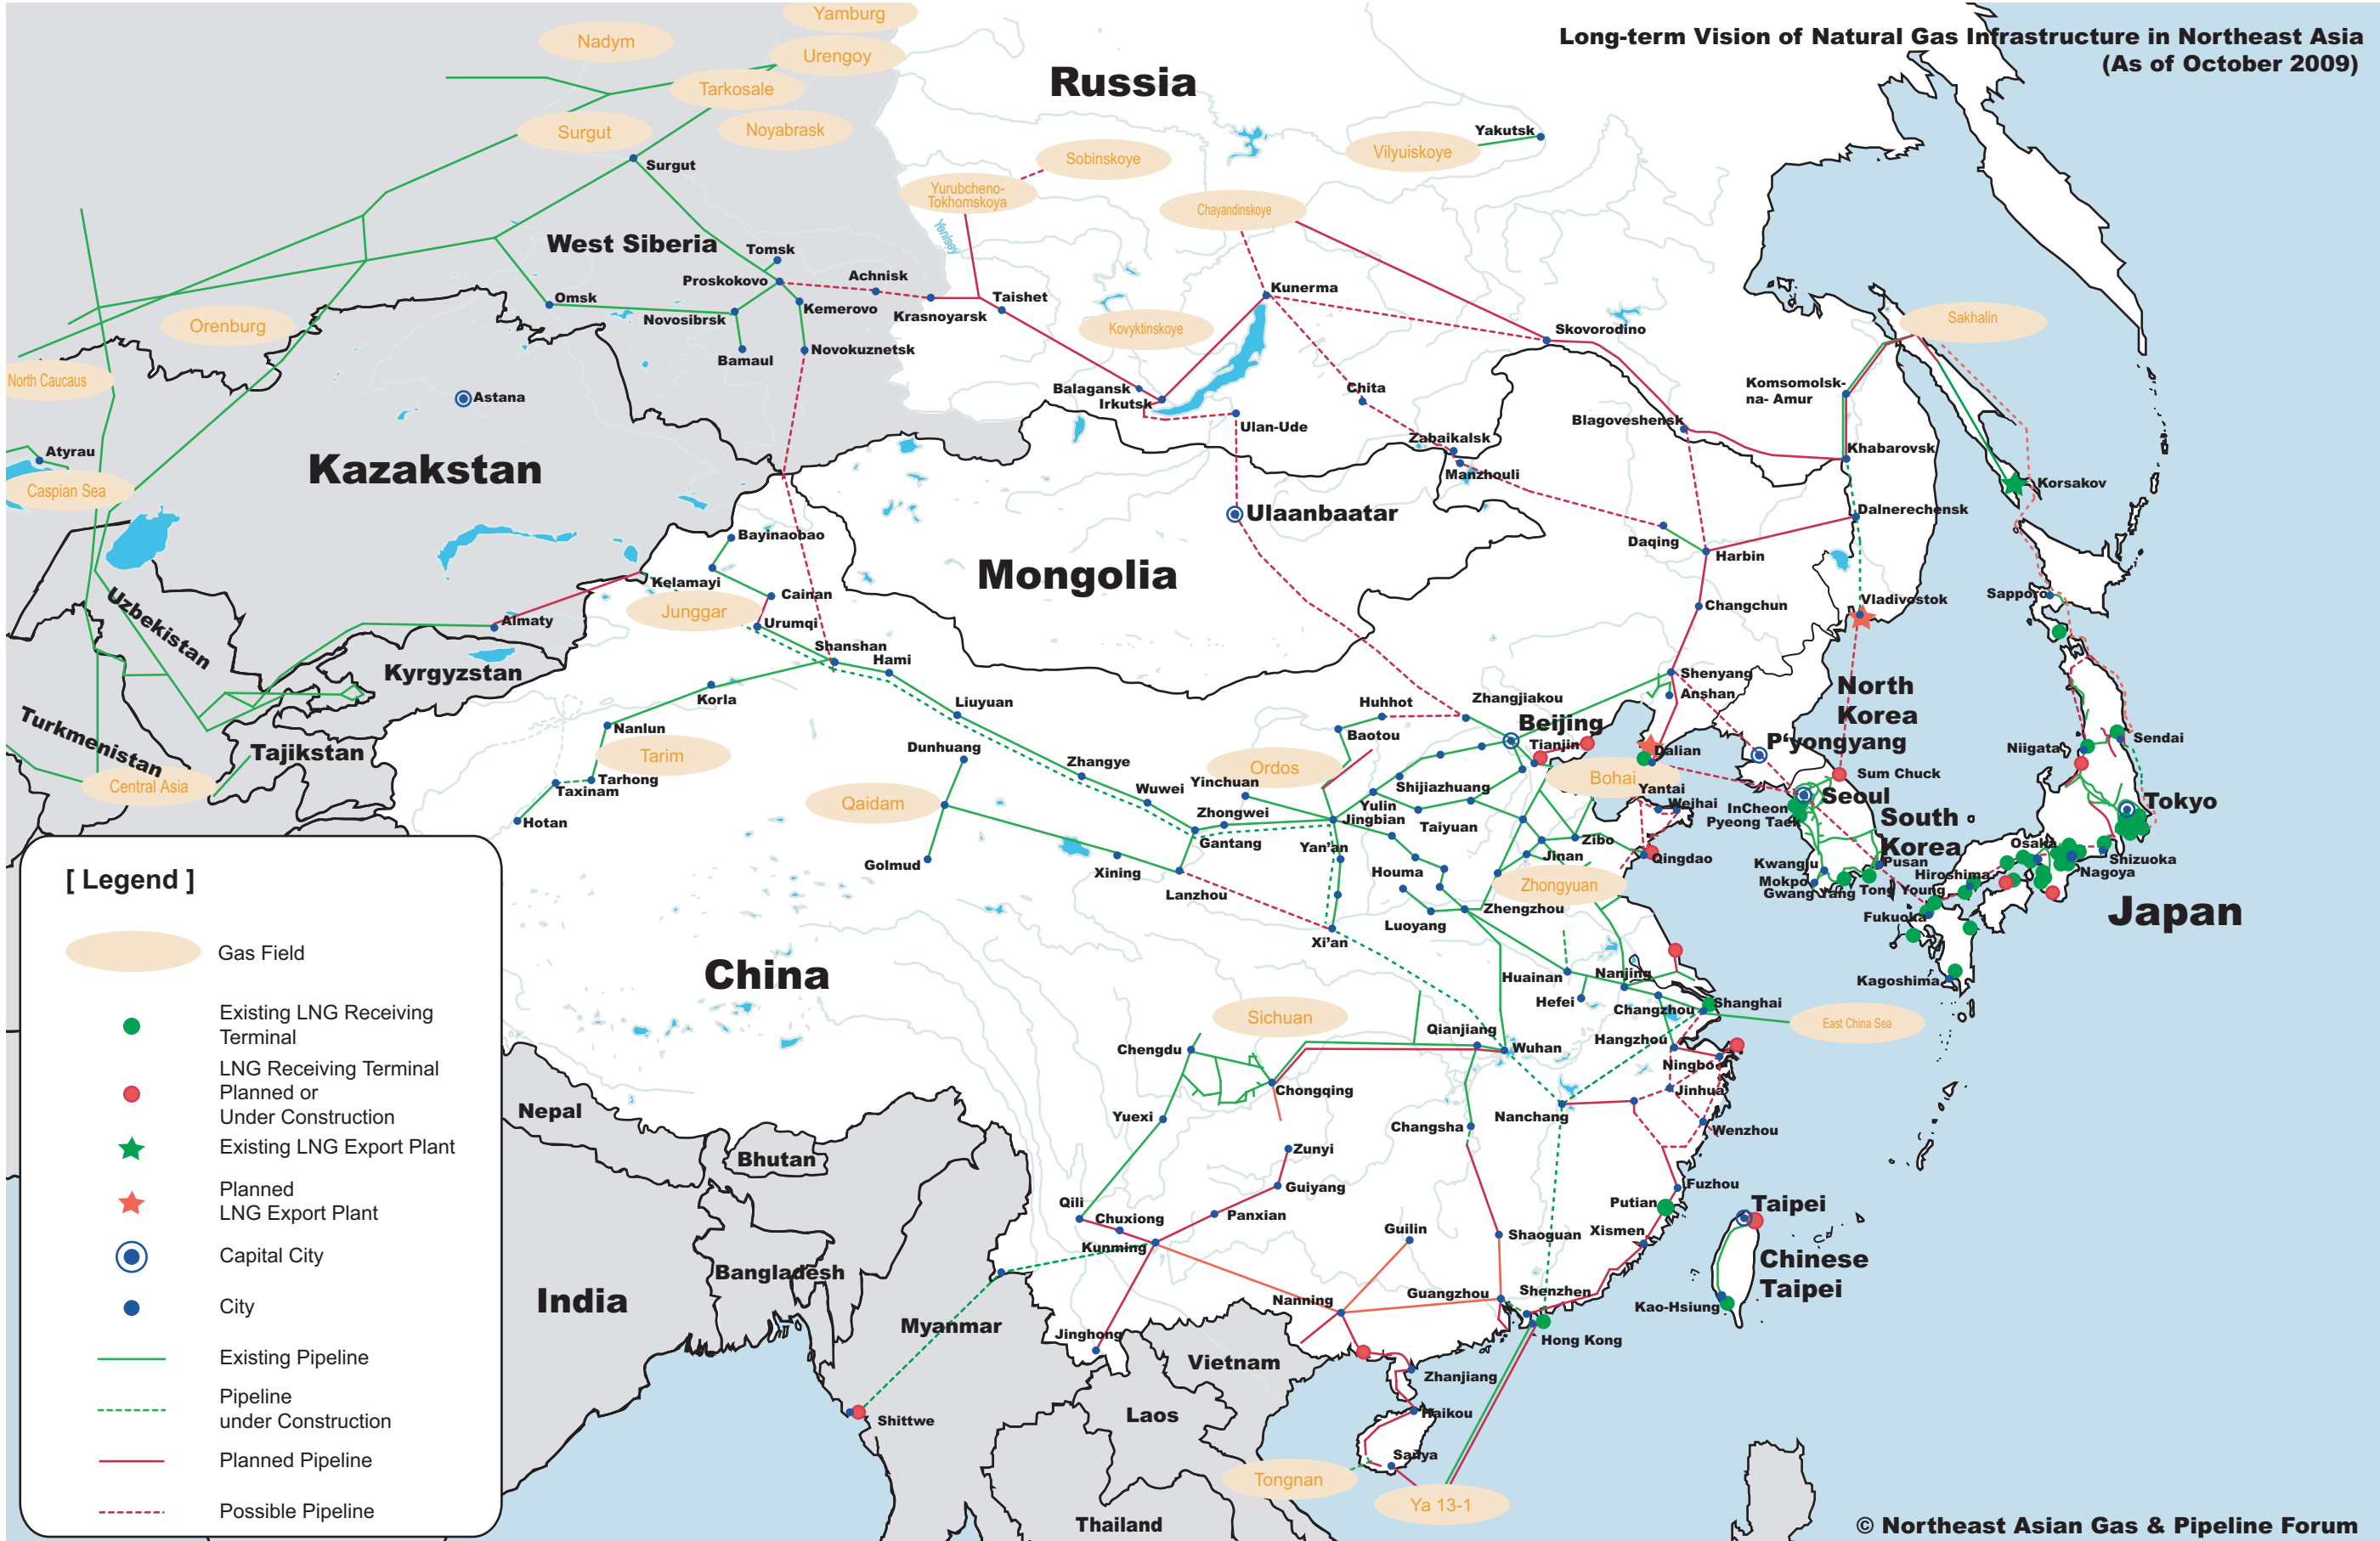 Long-term Vision of Natural Gas Infrastructure in Northeast Asia
(As of October 2009)
Yamburg
Nadym
Urengoy
Tarkosale
Surgut
Noyabrask
Surgut
Russia
Sobinskoye
Yurubcheno-
Tokhomskoya
Vilyuiskoye
Yakutsk
Chayandinskoye
Yenisey
West Siberia
Tomsk
Proskokovo
Achnisk
Omsk
Novosibrsk
Kemerovo
Krasnoyarsk
Taishet
Kunerma
Orenburg
Bamaul
Novokuznetsk
Kovyktinskoye
Skovorodino
Sakhalin
North Caucaus
Astana
Balagansk
Irkutsk
Chita
Komsomolsk-
na- Amur
Ulan-Ude
Blagoveshensk
Atyrau
Kazakstan
Zabaikalsk
Manzhouli
Khabarovsk
Caspian Sea
Korsakov
Ulaanbaatar
Dalnerechensk
Bayinaobao
Mongolia
Daqing
Harbin
Uzbekistan
Kelamayi
Cainan
Junggar
Almaty
Urumqi
Changchun
Vladivostok
Sapporo
Shanshan
Hami
Kyrgyzstan
Shenyang
Anshan
Korla
Liuyuan
Huhhot
Zhangjiakou
North
Korea
Turkmenistan
Tajikstan
Nanlun
Tarim
Dunhuang
Baotou
Beijing
Tianjin
Dalian
P'yongyang
Niigata
Sendai
Central Asia
Tarhong
Taxinam
Zhangye
Ordos
Bohai
Sum Chuck
Qaidam
Wuwei
Yinchuan
Shijiazhuang
Yantai
Weihai
InCheon
Seoul
Tokyo
Hotan
Zhongwei
Yulin
Jingbian
Taiyuan
Pyeong Taek
South
Korea
Gantang
Yan'an
Zibo
Jinan
Qingdao
Osaka
Shizuoka
Golmud
Xining
Houma
Kwangju
Pusan
Nagoya
Lanzhou
Zhongyuan
Mokpo
Gwang Yang
Tong Young
Hiroshima
Zhengzhou
Fukuoka
Japan
Luoyang
Xi'an
China
Huainan
Nanjing
Kagoshima
Hefei
Changzhou
Shanghai
Sichuan
East China Sea
Qianjiang
Chengdu
Wuhan
Hangzhou
Ningbo
Chongqing
Jinhua
Nepal
Yuexi
Nanchang
Changsha
Wenzhou
Bhutan
Zunyi
Guiyang
Fuzhou
Qili
Chuxiong
Panxian
Putian
Taipei
Kunming
Guilin
Shaoguan
Xismen
Chinese
Taipei
Bangladesh
India
Nanning
Guangzhou
Shenzhen
Kao-Hsiung
Myanmar
Jinghong
Hong Kong
Vietnam
Zhanjiang
Laos
Haikou
Shittwe
Sanya
Tongnan
Ya 13-1
Thailand
[ Legend ]
Gas Field
Existing LNG Receiving
Terminal
LNG Receiving Terminal
Planned or
Under Construction
Existing LNG Export Plant
Planned
LNG Export Plant
Capital City
City
Existing Pipeline
Pipeline
under Construction
Planned Pipeline
Possible Pipeline
© Northeast Asian Gas & Pipeline Forum